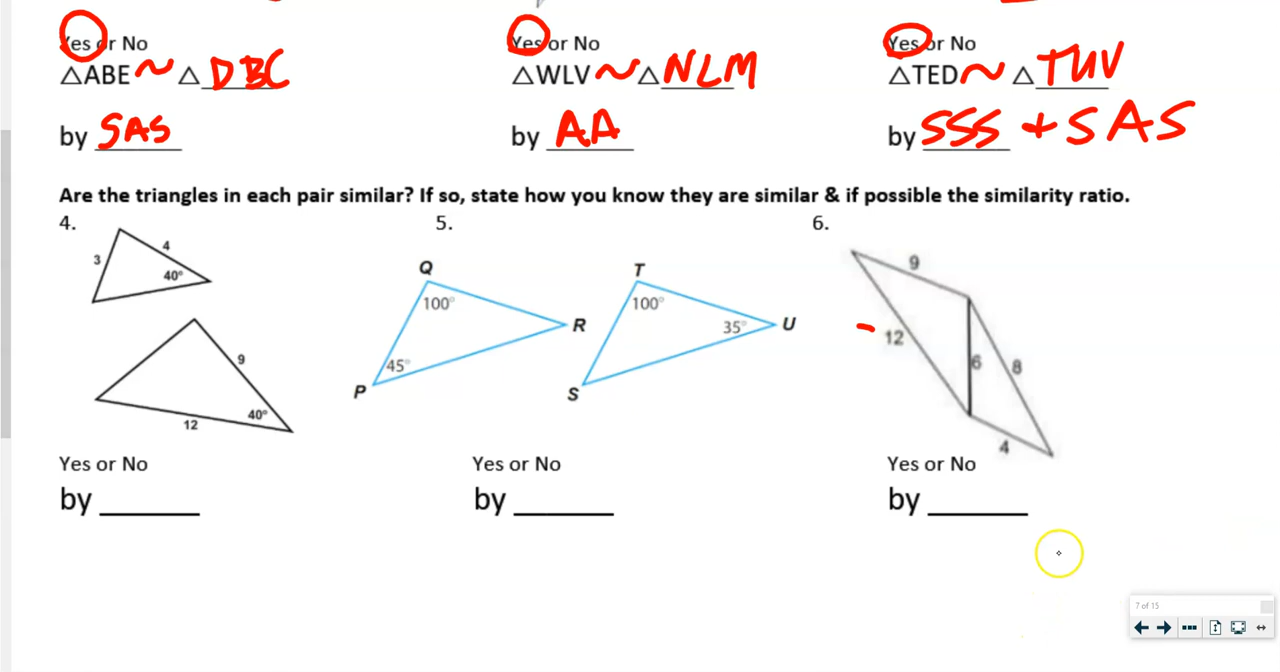 Yes or No
△ABE ~ △ DBC
by SAS
Yes or No
△WLV ~ △ NLM
by AA
Yes or No
△TED ~ △ TUV
by SSS + SAS
Are the triangles in each pair similar? If so, state how you know they are similar & if possible the similarity ratio.
4.
3
4
40°
9
12
40°
Yes or No
by ______
5.
Q
100°
R
45°
P
T
100°
35°
U
S
Yes or No
by ______
6.
9
12
6
8
4
Yes or No
by ______
7 of 15